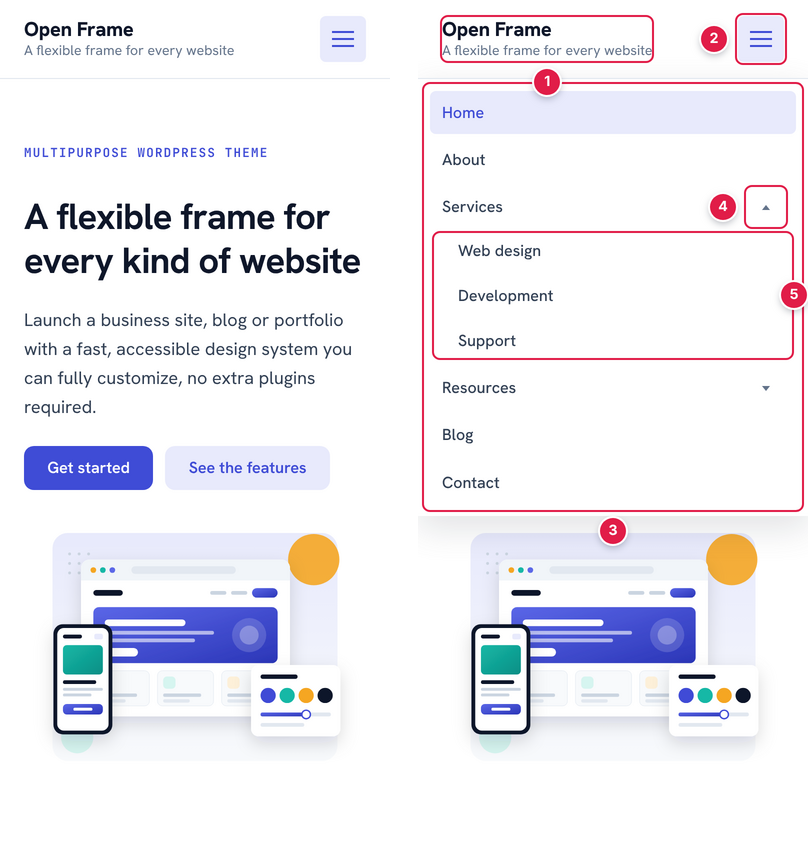 Open Frame
A flexible frame for every website
MULTIPURPOSE WORDPRESS THEME
A flexible frame for
every kind of website
Launch a business site, blog or portfolio
with a fast, accessible design system you
can fully customize, no extra plugins
required.
Get started
See the features
Open Frame
A flexible frame for every website
2
1
Home
About
Services
4
Web design
Development
5
Support
Resources
Blog
Contact
3